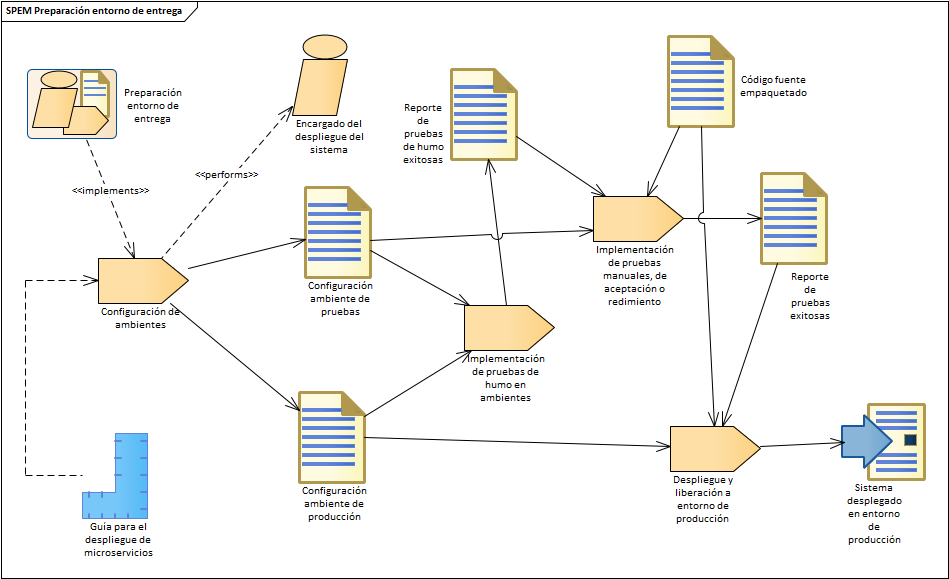 SPEM Preparación entorno de entrega
Preparación
entorno de
entrega
<<implements>>
Encargado del
despliegue del
sistema
<<performs>>
Reporte
de
pruebas
de humo
exitosas
Código fuente
empaquetado
Configuración de
ambientes
Configuración
ambiente de
pruebas
Implementación
de pruebas
manuales, de
aceptación o
redimiento
Reporte
de
pruebas
exitosas
Implementación
de pruebas de
humo en
ambientes
Configuración
ambiente de
producción
Despliegue y
liberación a
entorno de
producción
Sistema
desplegado
en entorno
de
producción
Guía para el
despliegue de
microservicios